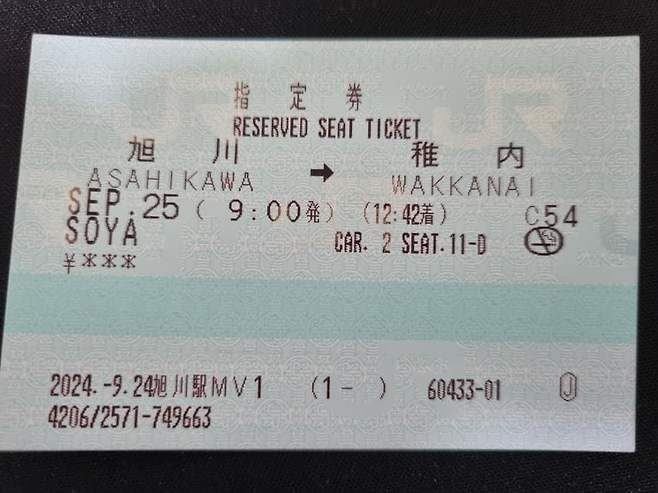 指定券
RESERVED SEAT TICKET
旭川 → 稚内
ASAHIKAWA WAKKANAI
SEP.25 ( 9:00発) (12:42着) C54
SOYA CAR. 2 SEAT.11-D
¥***
2024.-9.24旭川駅MV1 (1- ) 60433-01 Ⓙ
4206/2571-749663